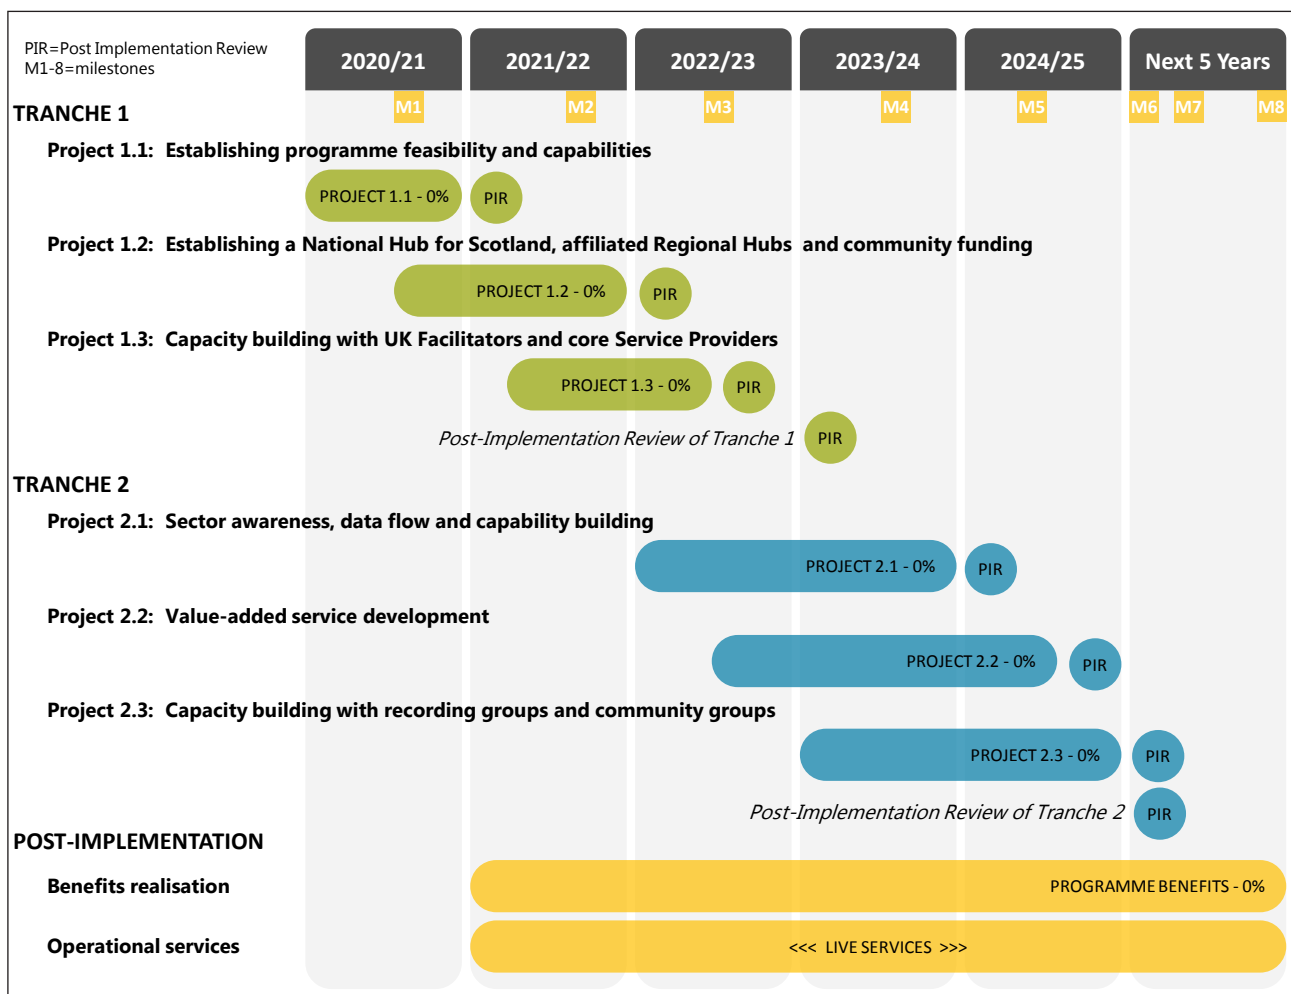 PIR=Post Implementation Review
M1-8=milestones
2020/21 2021/22 2022/23 2023/24 2024/25 Next 5 Years
M1 M2 M3 M4 M5 M6 M7 M8
TRANCHE 1
Project 1.1: Establishing programme feasibility and capabilities
PROJECT 1.1 - 0% PIR
Project 1.2: Establishing a National Hub for Scotland, affiliated Regional Hubs and community funding
PROJECT 1.2 - 0% PIR
Project 1.3: Capacity building with UK Facilitators and core Service Providers
PROJECT 1.3 - 0% PIR
Post-Implementation Review of Tranche 1 PIR
TRANCHE 2
Project 2.1: Sector awareness, data flow and capability building
PROJECT 2.1 - 0% PIR
Project 2.2: Value-added service development
PROJECT 2.2 - 0% PIR
Project 2.3: Capacity building with recording groups and community groups
PROJECT 2.3 - 0% PIR
Post-Implementation Review of Tranche 2 PIR
POST-IMPLEMENTATION
Benefits realisation PROGRAMME BENEFITS - 0%
Operational services <<< LIVE SERVICES >>>